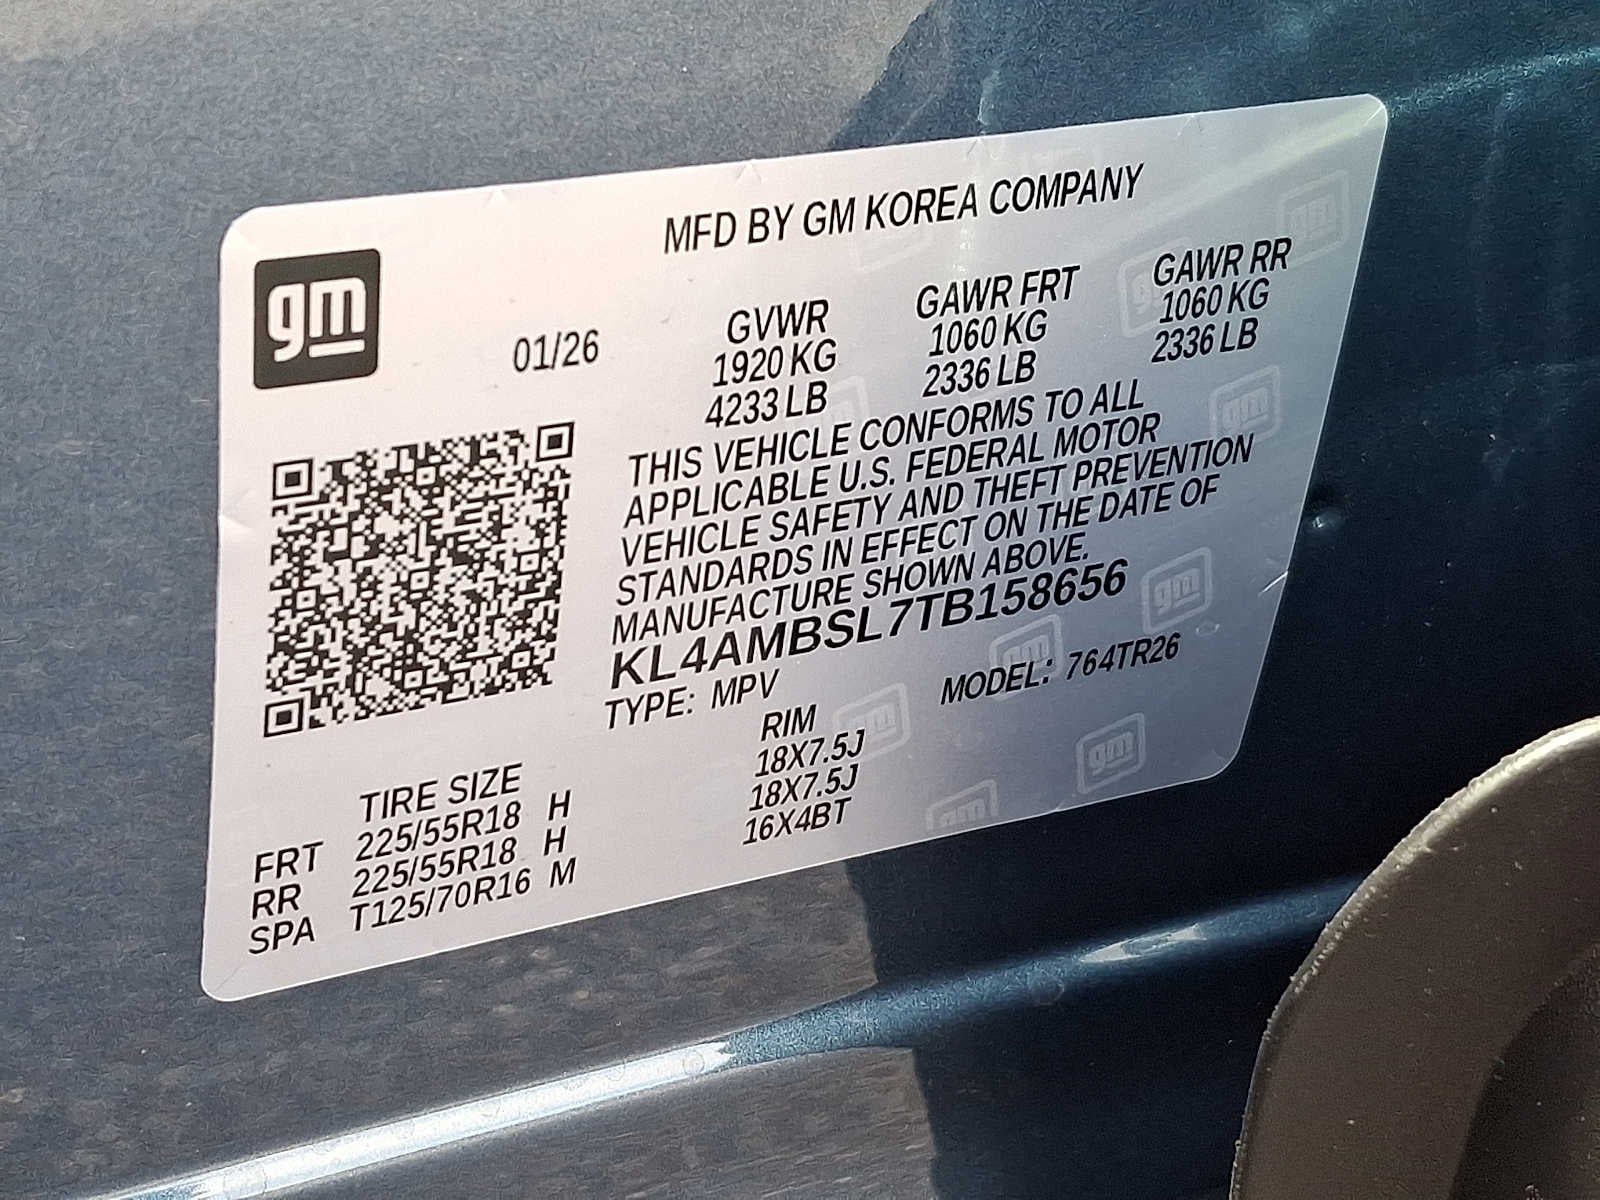 MFD BY GM KOREA COMPANY
gm
01/26
GVWR GAWR FRT GAWR RR
1920 KG 1060 KG 1060 KG
4233 LB 2336 LB 2336 LB
THIS VEHICLE CONFORMS TO ALL
APPLICABLE U.S. FEDERAL MOTOR
VEHICLE SAFETY AND THEFT PREVENTION
STANDARDS IN EFFECT ON THE DATE OF
MANUFACTURE SHOWN ABOVE.
KL4AMBSL7TB158656
TYPE: MPV MODEL: 764TR26
TIRE SIZE RIM
FRT 225/55R18 H 18X7.5J
RR 225/55R18 H 18X7.5J
SPA T125/70R16 M 16X4BT